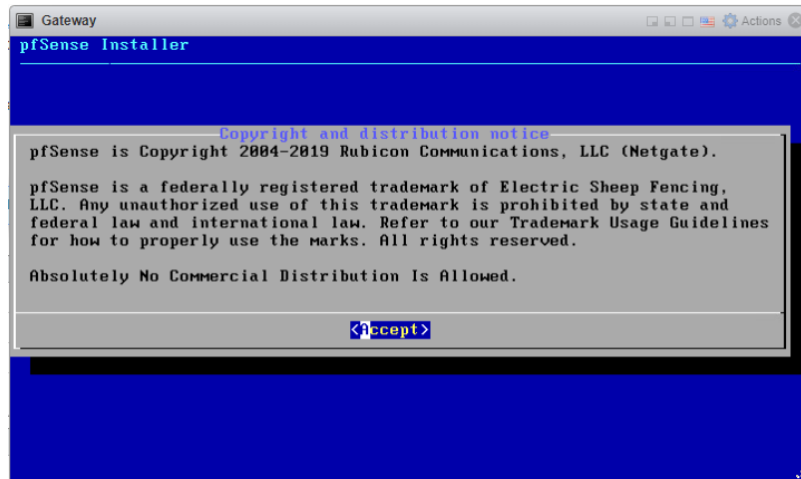 Gateway
Actions
pfSense Installer
Copyright and distribution notice
pfSense is Copyright 2004-2019 Rubicon Communications, LLC (Netgate).
pfSense is a federally registered trademark of Electric Sheep Fencing,
LLC. Any unauthorized use of this trademark is prohibited by state and
federal law and international law. Refer to our Trademark Usage Guidelines
for how to properly use the marks. All rights reserved.
Absolutely No Commercial Distribution Is Allowed.
<Accept>